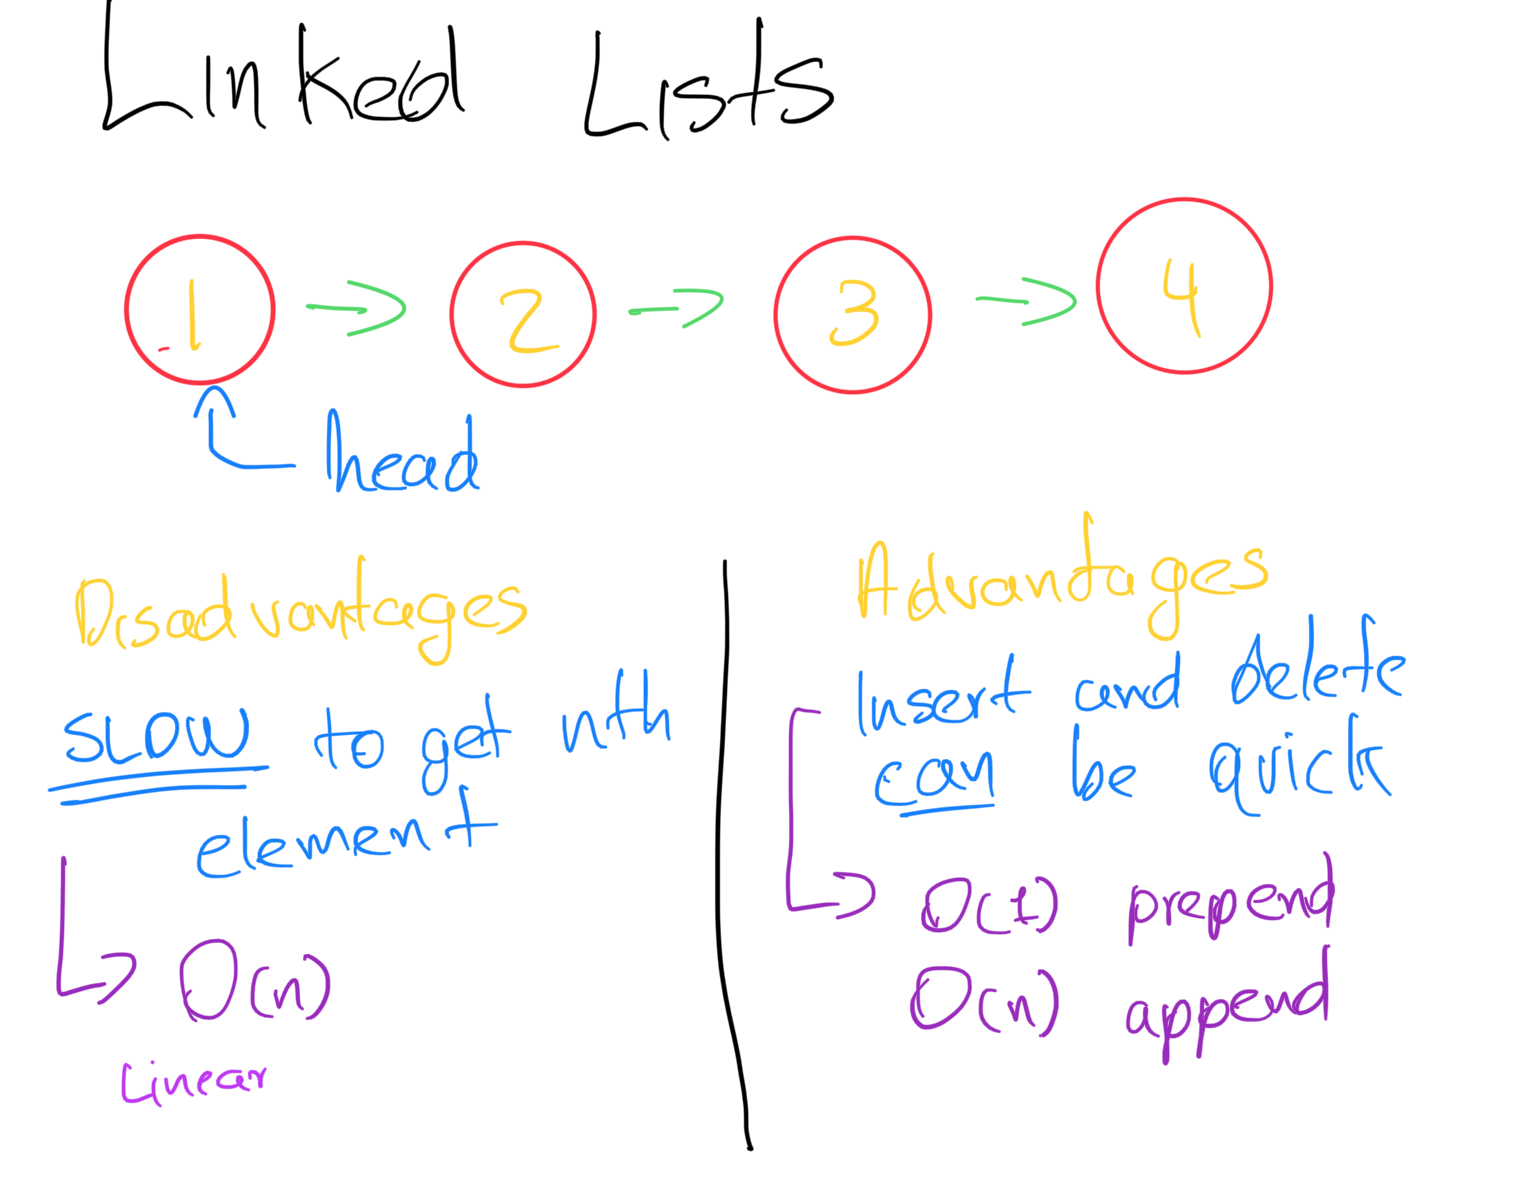 Linked Lists
1 -> 2 -> 3 -> 4
head
Disadvantages
SLOW to get nth
element
O(n)
Linear
Advantages
Insert and delete
can be quick
O(1) prepend
O(n) append